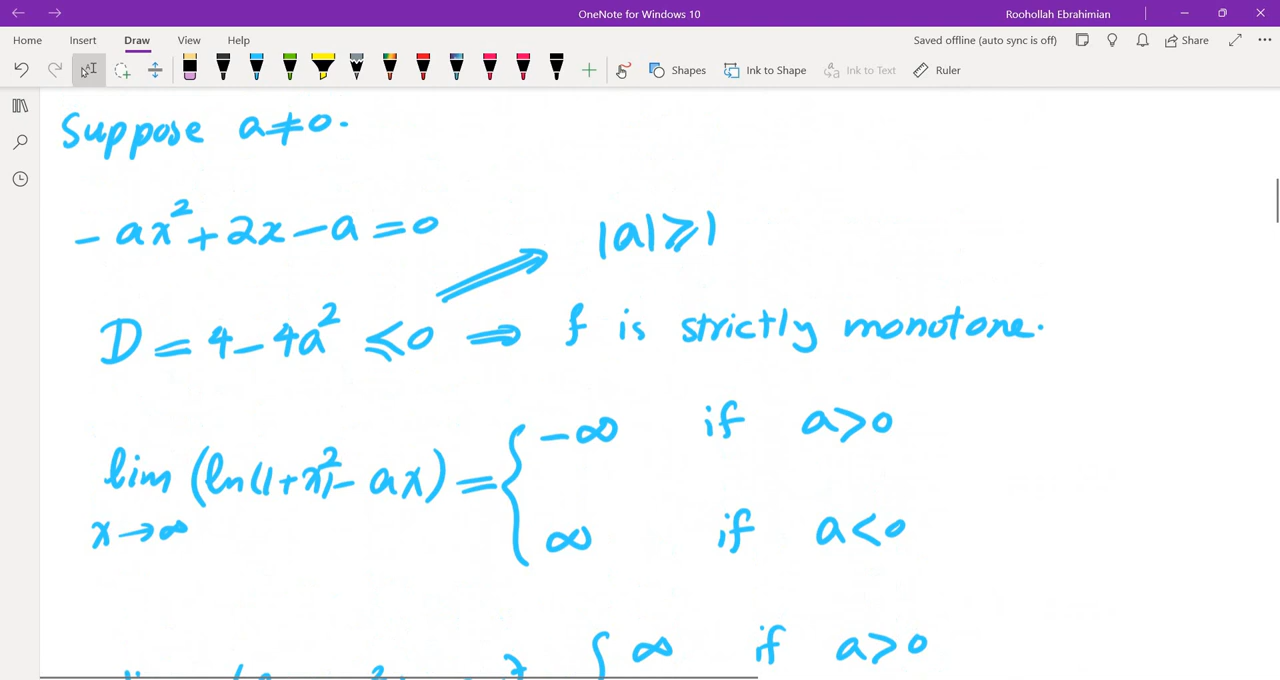 OneNote for Windows 10
Roohollah Ebrahimian
Home Insert Draw View Help
Saved offline (auto sync is off) Share
Shapes Ink to Shape Ink to Text Ruler
Suppose a≠0.
-ax²+2x-a=0
|a|⩾1
D=4-4a²⩽0 ⟹ f is strictly monotone.
-∞ if a>0
lim (ln(1+x²)-ax)={
x→∞
∞ if a<0
{ ∞ if a>0